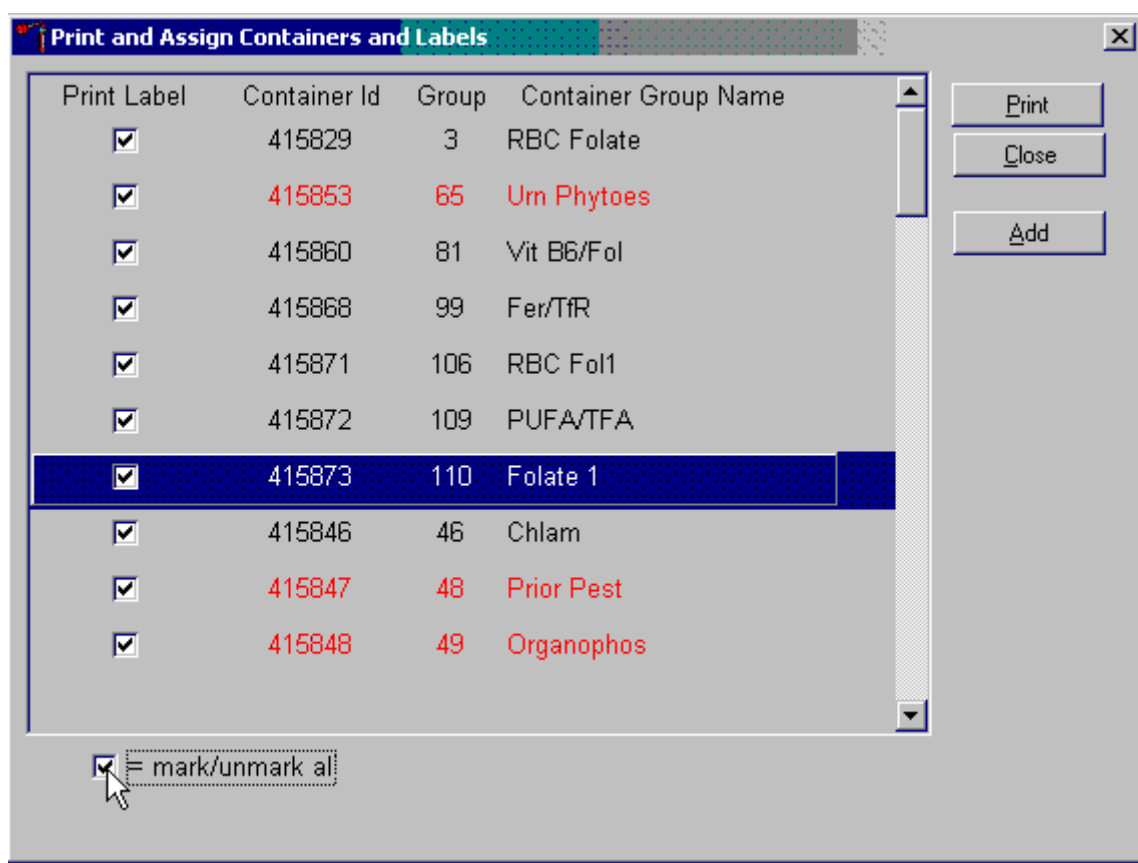 Print and Assign Containers and Labels
Print Label Container Id Group Container Group Name
415829 3 RBC Folate
415853 65 Urn Phytoes
415860 81 Vit B6/Fol
415868 99 Fer/TfR
415871 106 RBC Fol1
415872 109 PUFA/TFA
415873 110 Folate 1
415846 46 Chlam
415847 48 Prior Pest
415848 49 Organophos
= mark/unmark al
Print
Close
Add